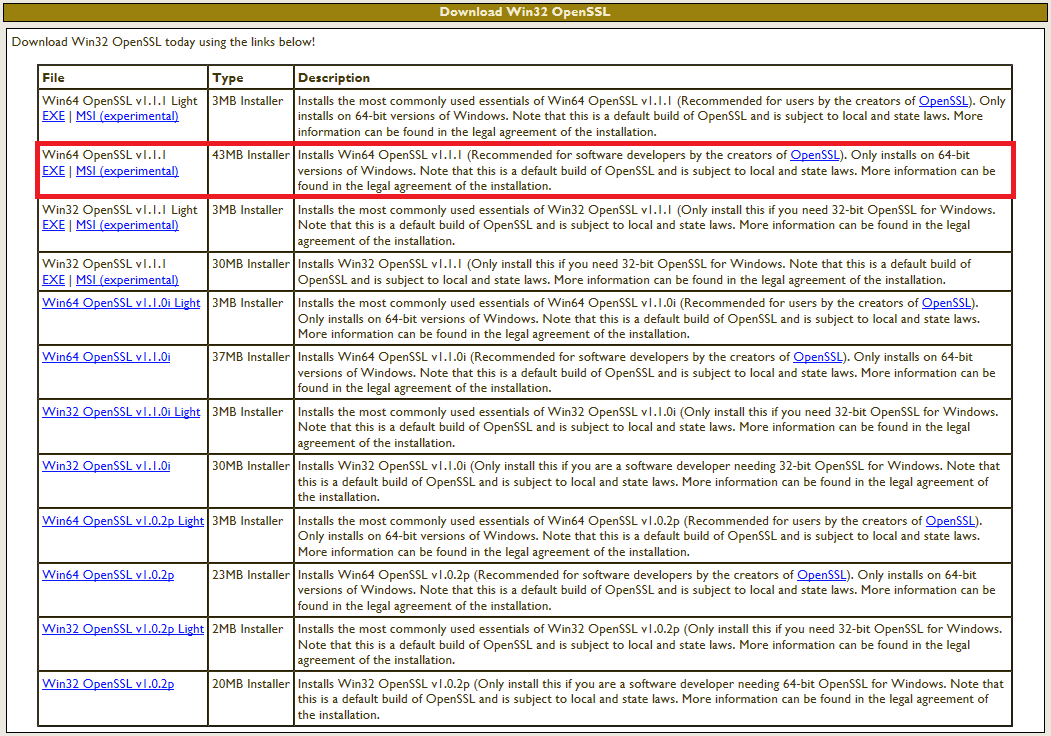 Download Win32 OpenSSL
Download Win32 OpenSSL today using the links below!
File Type Description
Win64 OpenSSL v1.1.1 Light 3MB Installer Installs the most commonly used essentials of Win64 OpenSSL v1.1.1 (Recommended for users by the creators of OpenSSL). Only
EXE | MSI (experimental) installs on 64-bit versions of Windows. Note that this is a default build of OpenSSL and is subject to local and state laws. More
information can be found in the legal agreement of the installation.
Win64 OpenSSL v1.1.1 43MB Installer Installs Win64 OpenSSL v1.1.1 (Recommended for software developers by the creators of OpenSSL). Only installs on 64-bit
EXE | MSI (experimental) versions of Windows. Note that this is a default build of OpenSSL and is subject to local and state laws. More information can be
found in the legal agreement of the installation.
Win32 OpenSSL v1.1.1 Light 3MB Installer Installs the most commonly used essentials of Win32 OpenSSL v1.1.1 (Only install this if you need 32-bit OpenSSL for Windows.
EXE | MSI (experimental) Note that this is a default build of OpenSSL and is subject to local and state laws. More information can be found in the legal
agreement of the installation.
Win32 OpenSSL v1.1.1 30MB Installer Installs Win32 OpenSSL v1.1.1 (Only install this if you need 32-bit OpenSSL for Windows. Note that this is a default build of
EXE | MSI (experimental) OpenSSL and is subject to local and state laws. More information can be found in the legal agreement of the installation.
Win64 OpenSSL v1.1.0i Light 3MB Installer Installs the most commonly used essentials of Win64 OpenSSL v1.1.0i (Recommended for users by the creators of OpenSSL).
Only installs on 64-bit versions of Windows. Note that this is a default build of OpenSSL and is subject to local and state laws.
More information can be found in the legal agreement of the installation.
Win64 OpenSSL v1.1.0i 37MB Installer Installs Win64 OpenSSL v1.1.0i (Recommended for software developers by the creators of OpenSSL). Only installs on 64-bit
versions of Windows. Note that this is a default build of OpenSSL and is subject to local and state laws. More information can be
found in the legal agreement of the installation.
Win32 OpenSSL v1.1.0i Light 3MB Installer Installs the most commonly used essentials of Win32 OpenSSL v1.1.0i (Only install this if you need 32-bit OpenSSL for Windows.
Note that this is a default build of OpenSSL and is subject to local and state laws. More information can be found in the legal
agreement of the installation.
Win32 OpenSSL v1.1.0i 30MB Installer Installs Win32 OpenSSL v1.1.0i (Only install this if you are a software developer needing 32-bit OpenSSL for Windows. Note that
this is a default build of OpenSSL and is subject to local and state laws. More information can be found in the legal agreement of
the installation.
Win64 OpenSSL v1.0.2p Light 3MB Installer Installs the most commonly used essentials of Win64 OpenSSL v1.0.2p (Recommended for users by the creators of OpenSSL).
Only installs on 64-bit versions of Windows. Note that this is a default build of OpenSSL and is subject to local and state laws.
More information can be found in the legal agreement of the installation.
Win64 OpenSSL v1.0.2p 23MB Installer Installs Win64 OpenSSL v1.0.2p (Recommended for software developers by the creators of OpenSSL). Only installs on 64-bit
versions of Windows. Note that this is a default build of OpenSSL and is subject to local and state laws. More information can be
found in the legal agreement of the installation.
Win32 OpenSSL v1.0.2p Light 2MB Installer Installs the most commonly used essentials of Win32 OpenSSL v1.0.2p (Only install this if you need 32-bit OpenSSL for Windows.
Note that this is a default build of OpenSSL and is subject to local and state laws. More information can be found in the legal
agreement of the installation.
Win32 OpenSSL v1.0.2p 20MB Installer Installs Win32 OpenSSL v1.0.2p (Only install this if you are a software developer needing 64-bit OpenSSL for Windows. Note that
this is a default build of OpenSSL and is subject to local and state laws. More information can be found in the legal agreement of
the installation.